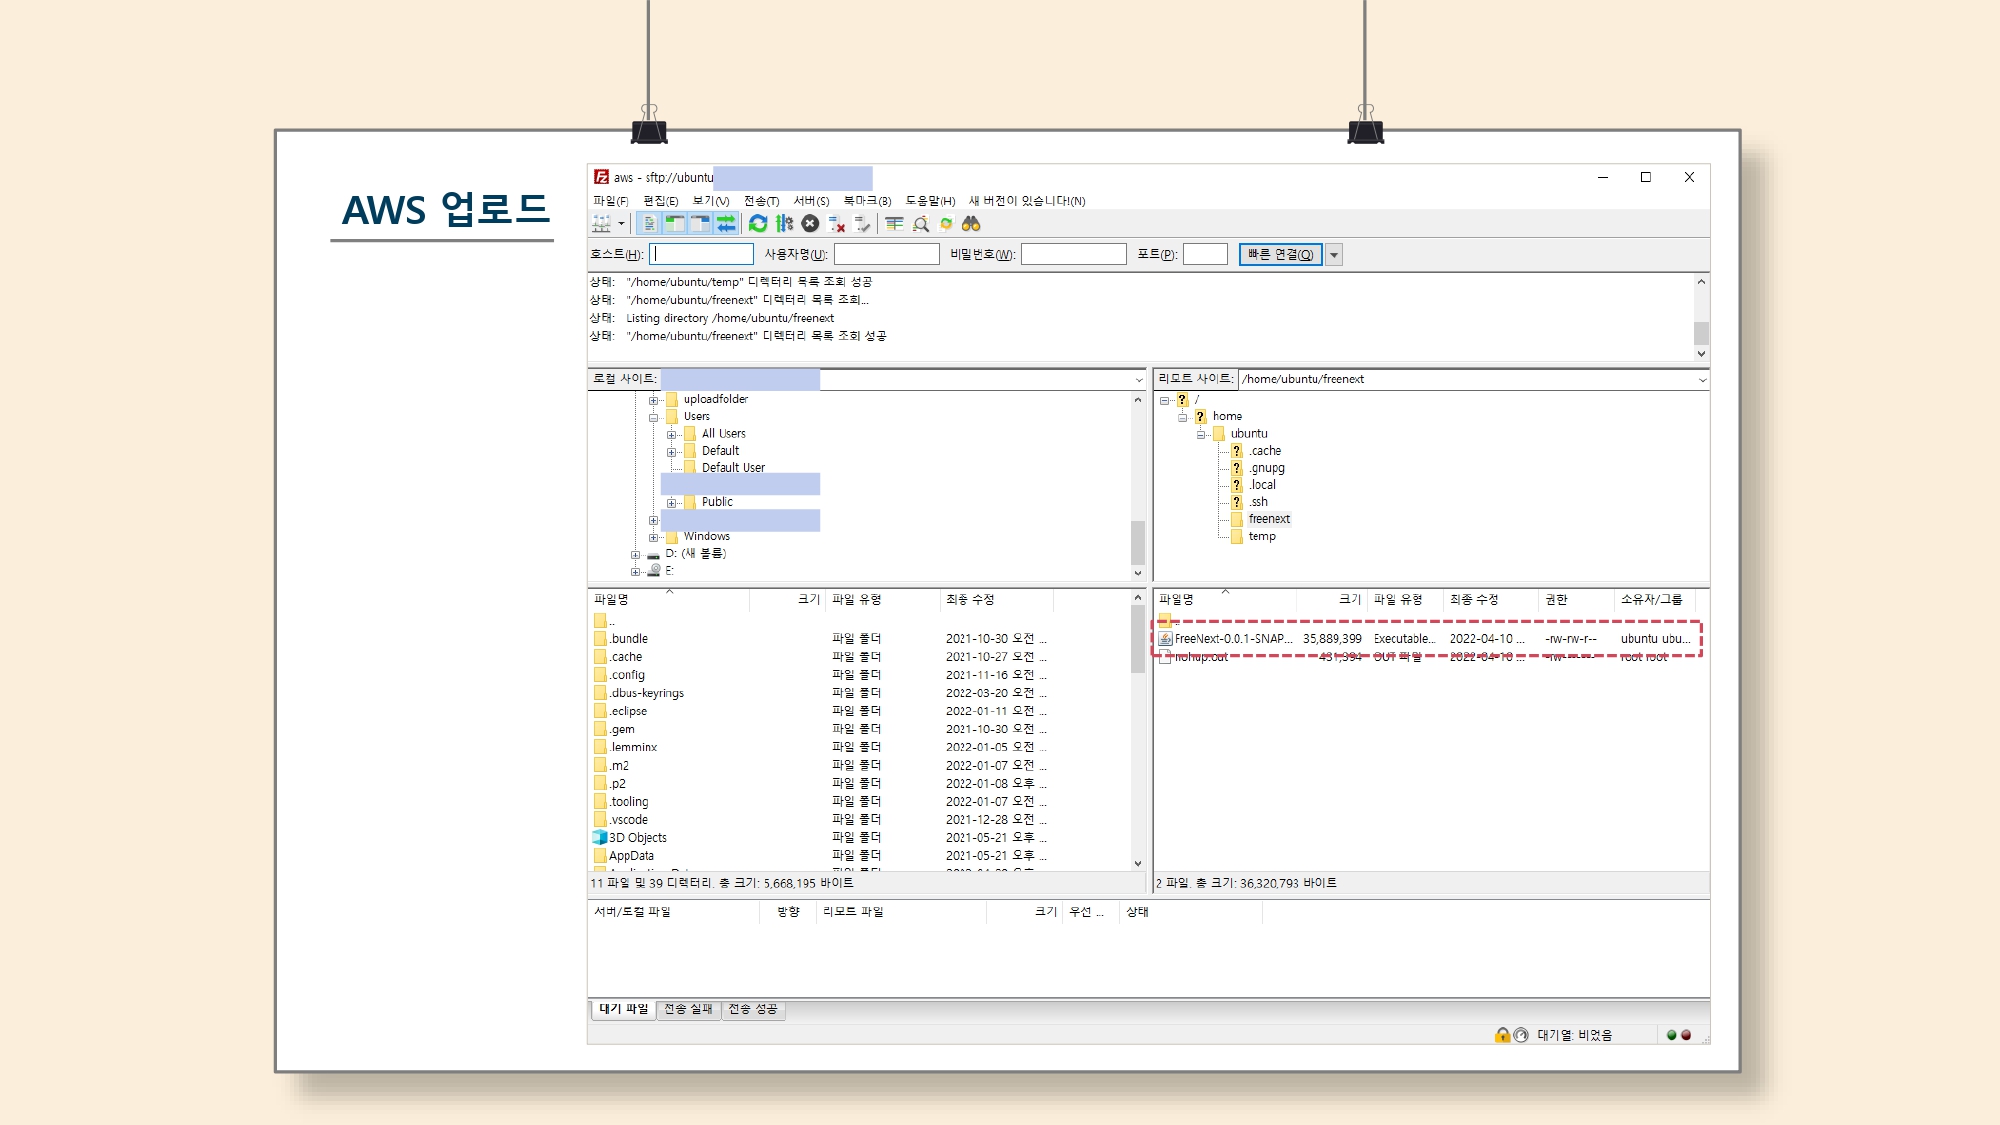 AWS 업로드
aws - sftp://ubuntu
파일(F) 편집(E) 보기(V) 전송(T) 서버(S) 북마크(B) 도움말(H) 새 버전이 있습니다!(N)
호스트(H): 사용자명(U): 비밀번호(W): 포트(P): 빠른 연결(Q)
상태: "/home/ubuntu/temp" 디렉터리 목록 조회 성공
상태: "/home/ubuntu/freenext" 디렉터리 목록 조회...
상태: Listing directory /home/ubuntu/freenext
상태: "/home/ubuntu/freenext" 디렉터리 목록 조회 성공
로컬 사이트:
uploadfolder
Users
All Users
Default
Default User
Public
Windows
D: (새 볼륨)
E:
리모트 사이트: /home/ubuntu/freenext
/
home
ubuntu
.cache
.gnupg
.local
.ssh
freenext
temp
파일명 크기 파일 유형 최종 수정
..
.bundle 파일 폴더 2021-10-30 오전 ...
.cache 파일 폴더 2021-10-27 오전 ...
.config 파일 폴더 2021-11-16 오전 ...
.dbus-keyrings 파일 폴더 2022-03-20 오전 ...
.eclipse 파일 폴더 2022-01-11 오전 ...
.gem 파일 폴더 2021-10-30 오전 ...
.lemminx 파일 폴더 2022-01-05 오전 ...
.m2 파일 폴더 2022-01-07 오전 ...
.p2 파일 폴더 2022-01-08 오후 ...
.tooling 파일 폴더 2022-01-07 오전 ...
.vscode 파일 폴더 2021-12-28 오전 ...
3D Objects 파일 폴더 2021-05-21 오후 ...
AppData 파일 폴더 2021-05-21 오후 ...
11 파일 및 39 디렉터리. 총 크기: 5,668,195 바이트
파일명 크기 파일 유형 최종 수정 권한 소유자/그룹
..
FreeNext-0.0.1-SNAP... 35,889,399 Executable... 2022-04-10 ... -rw-rw-r-- ubuntu ubu...
nohup.out 431,394 OUT 파일 2022-04-10 ... -rw------- root root
2 파일. 총 크기: 36,320,793 바이트
서버/로컬 파일 방향 리모트 파일 크기 우선 ... 상태
대기 파일 전송 실패 전송 성공
대기열: 비었음